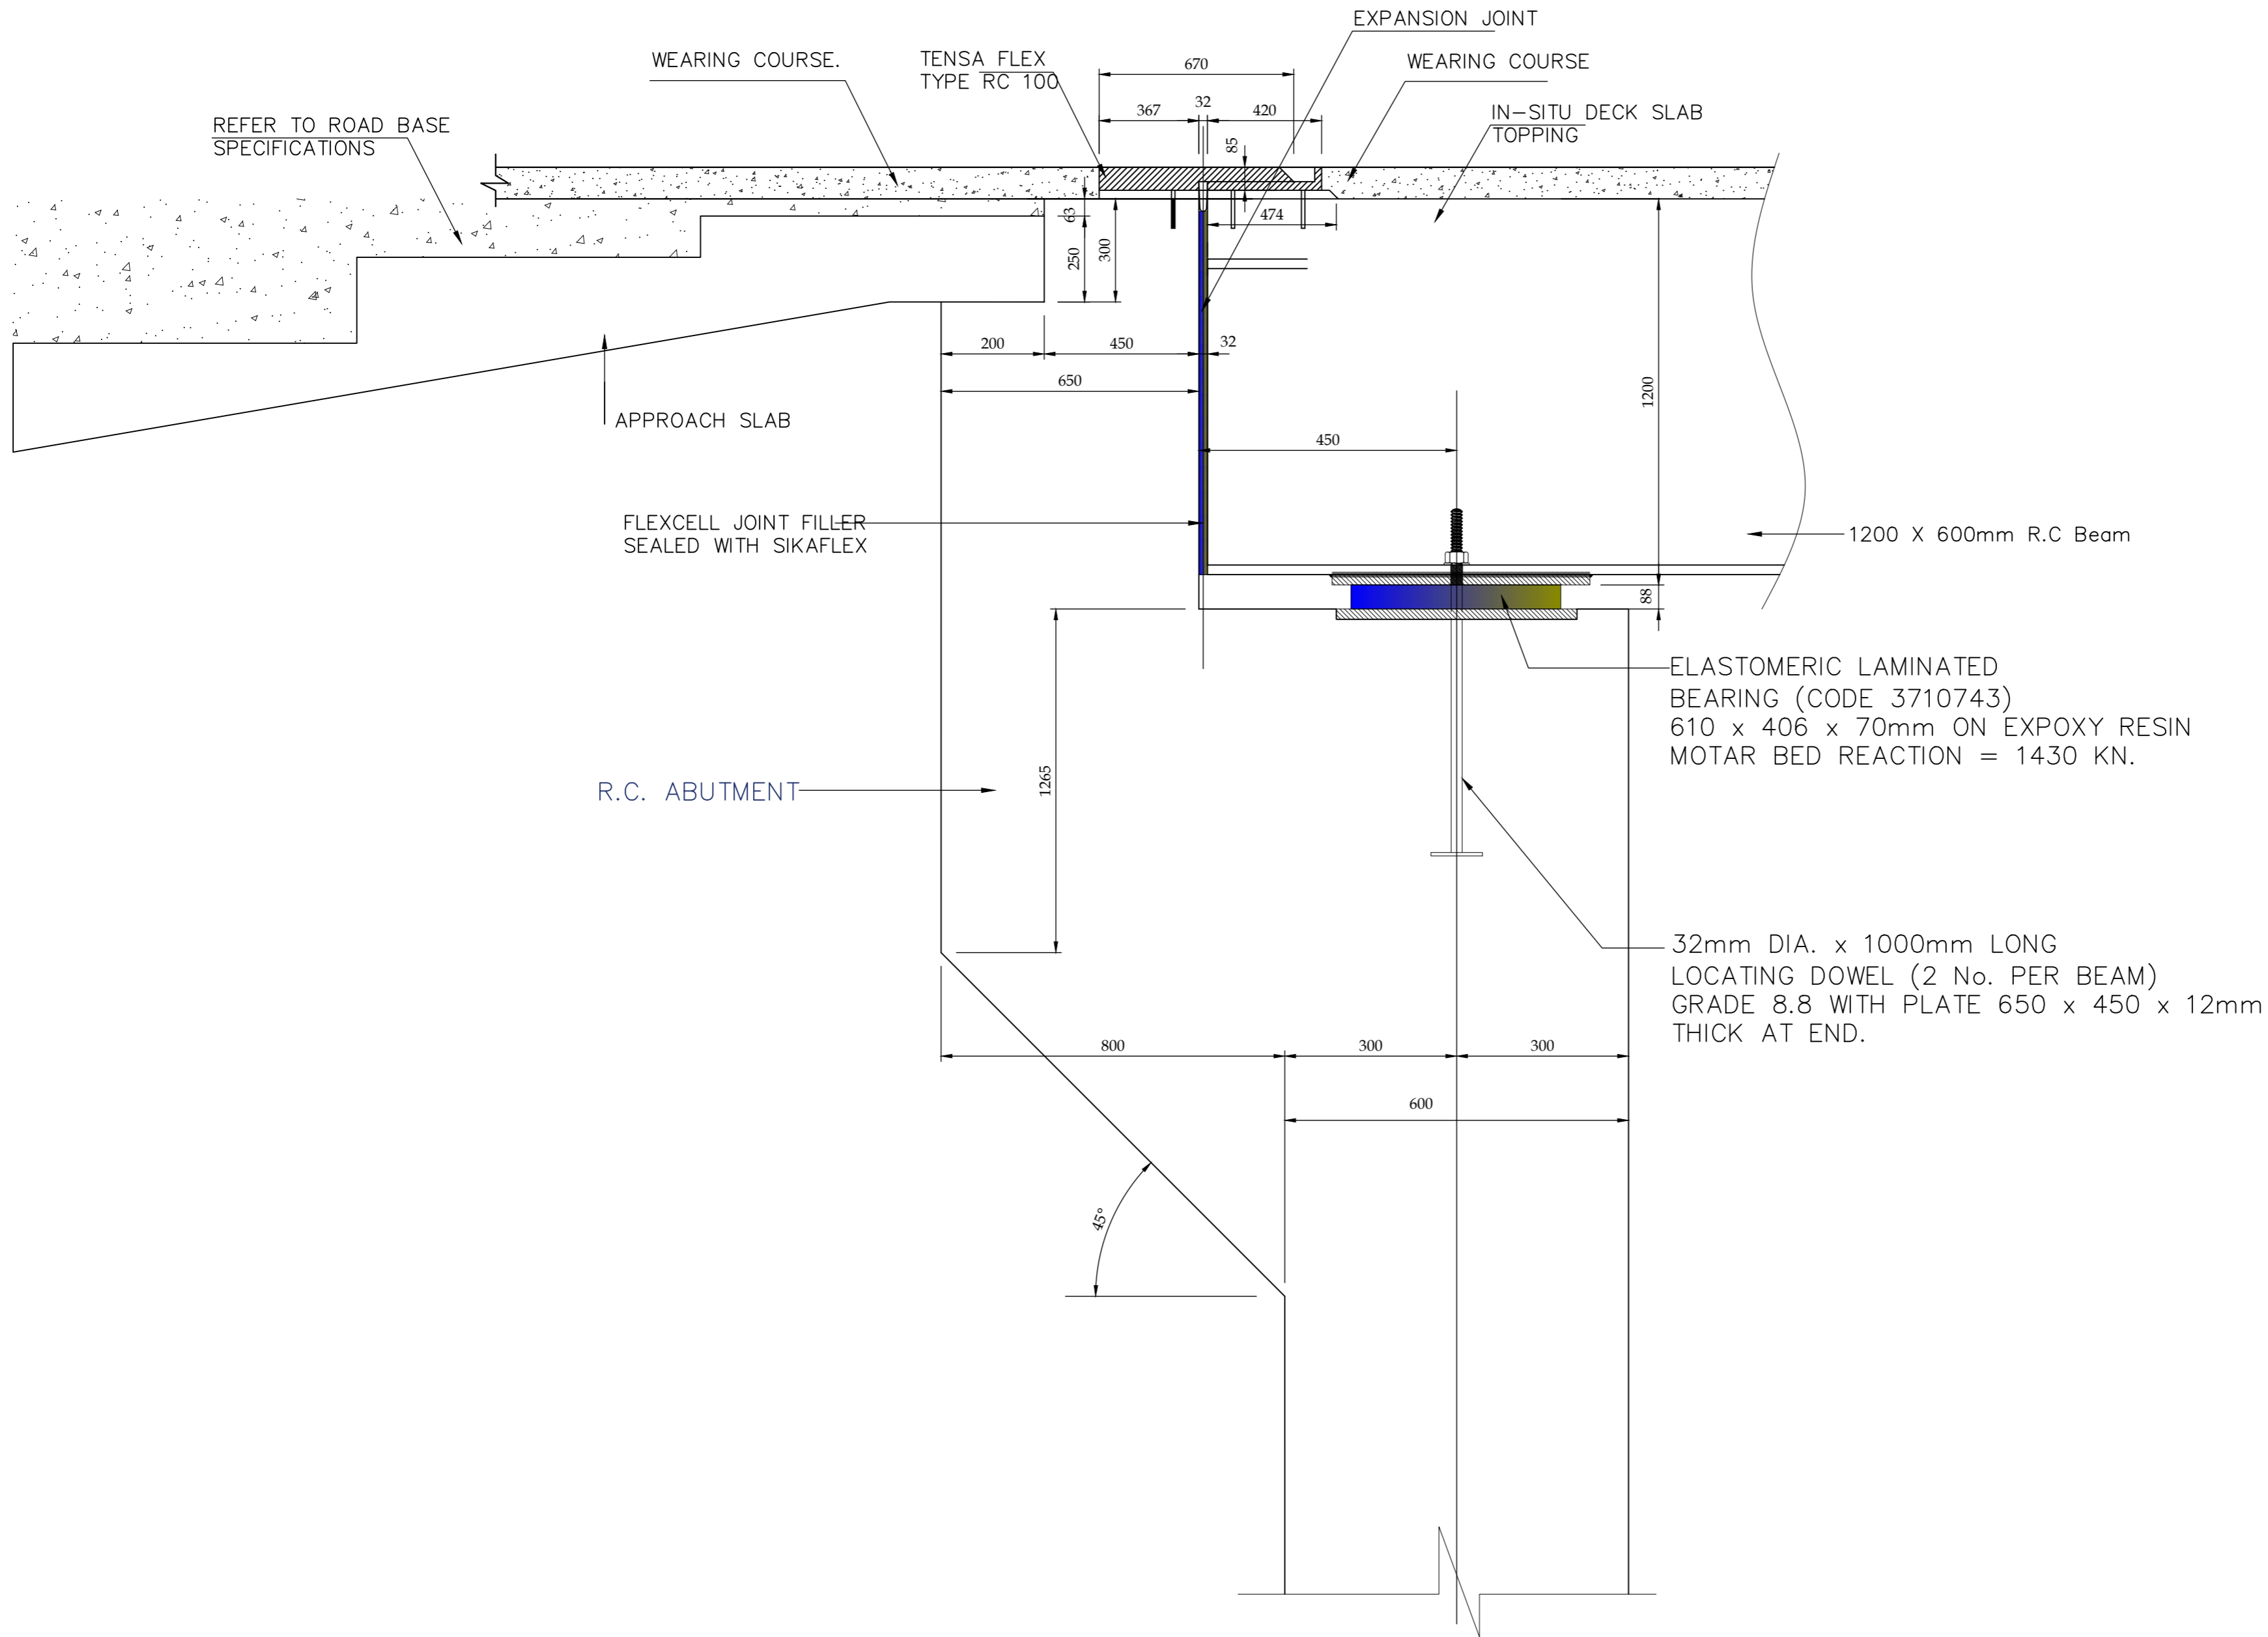 EXPANSION JOINT
WEARING COURSE.
TENSA FLEX
TYPE RC 100
670
WEARING COURSE
32
367
420
IN-SITU DECK SLAB
TOPPING
REFER TO ROAD BASE
SPECIFICATIONS
85
63
474
250
300
200
450
32
650
1200
APPROACH SLAB
450
FLEXCELL JOINT FILLER
SEALED WITH SIKAFLEX
1200 X 600mm R.C Beam
88
ELASTOMERIC LAMINATED
BEARING (CODE 3710743)
610 x 406 x 70mm ON EXPOXY RESIN
MOTAR BED REACTION = 1430 KN.
1265
R.C. ABUTMENT
32mm DIA. x 1000mm LONG
LOCATING DOWEL (2 No. PER BEAM)
GRADE 8.8 WITH PLATE 650 x 450 x 12mm
THICK AT END.
800
300
300
600
45°